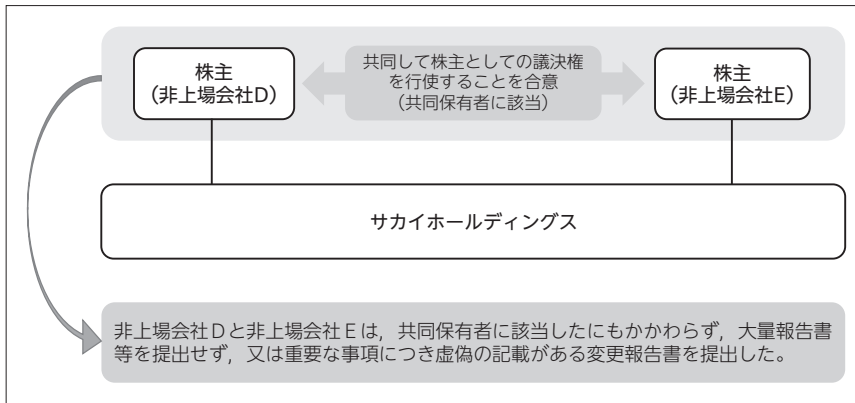 株主
（非上場会社D）
共同して株主としての議決権
を行使することを合意
（共同保有者に該当）
株主
（非上場会社E）
サカイホールディングス
非上場会社Ｄと非上場会社Ｅは，共同保有者に該当したにもかかわらず，大量報告書
等を提出せず，又は重要な事項につき虚偽の記載がある変更報告書を提出した。